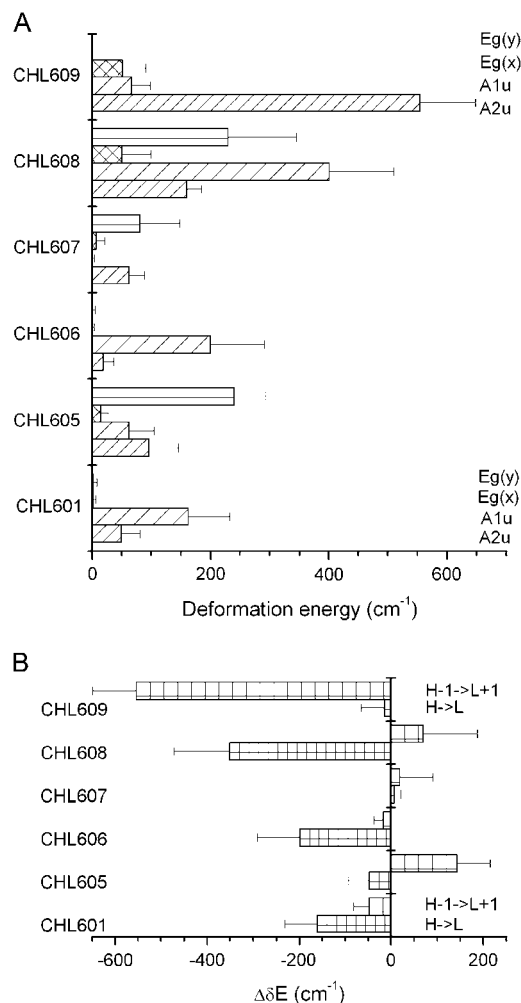 A
Eg(y)
Eg(x)
A1u
A2u
CHL609
CHL608
CHL607
CHL606
CHL605
CHL601
Eg(y)
Eg(x)
A1u
A2u
0 200 400 600
Deformation energy (cm⁻¹)
B
H-1->L+1
H->L
CHL609
CHL608
CHL607
CHL606
CHL605
CHL601
H-1->L+1
H->L
-600 -400 -200 0 200
ΔδE (cm⁻¹)